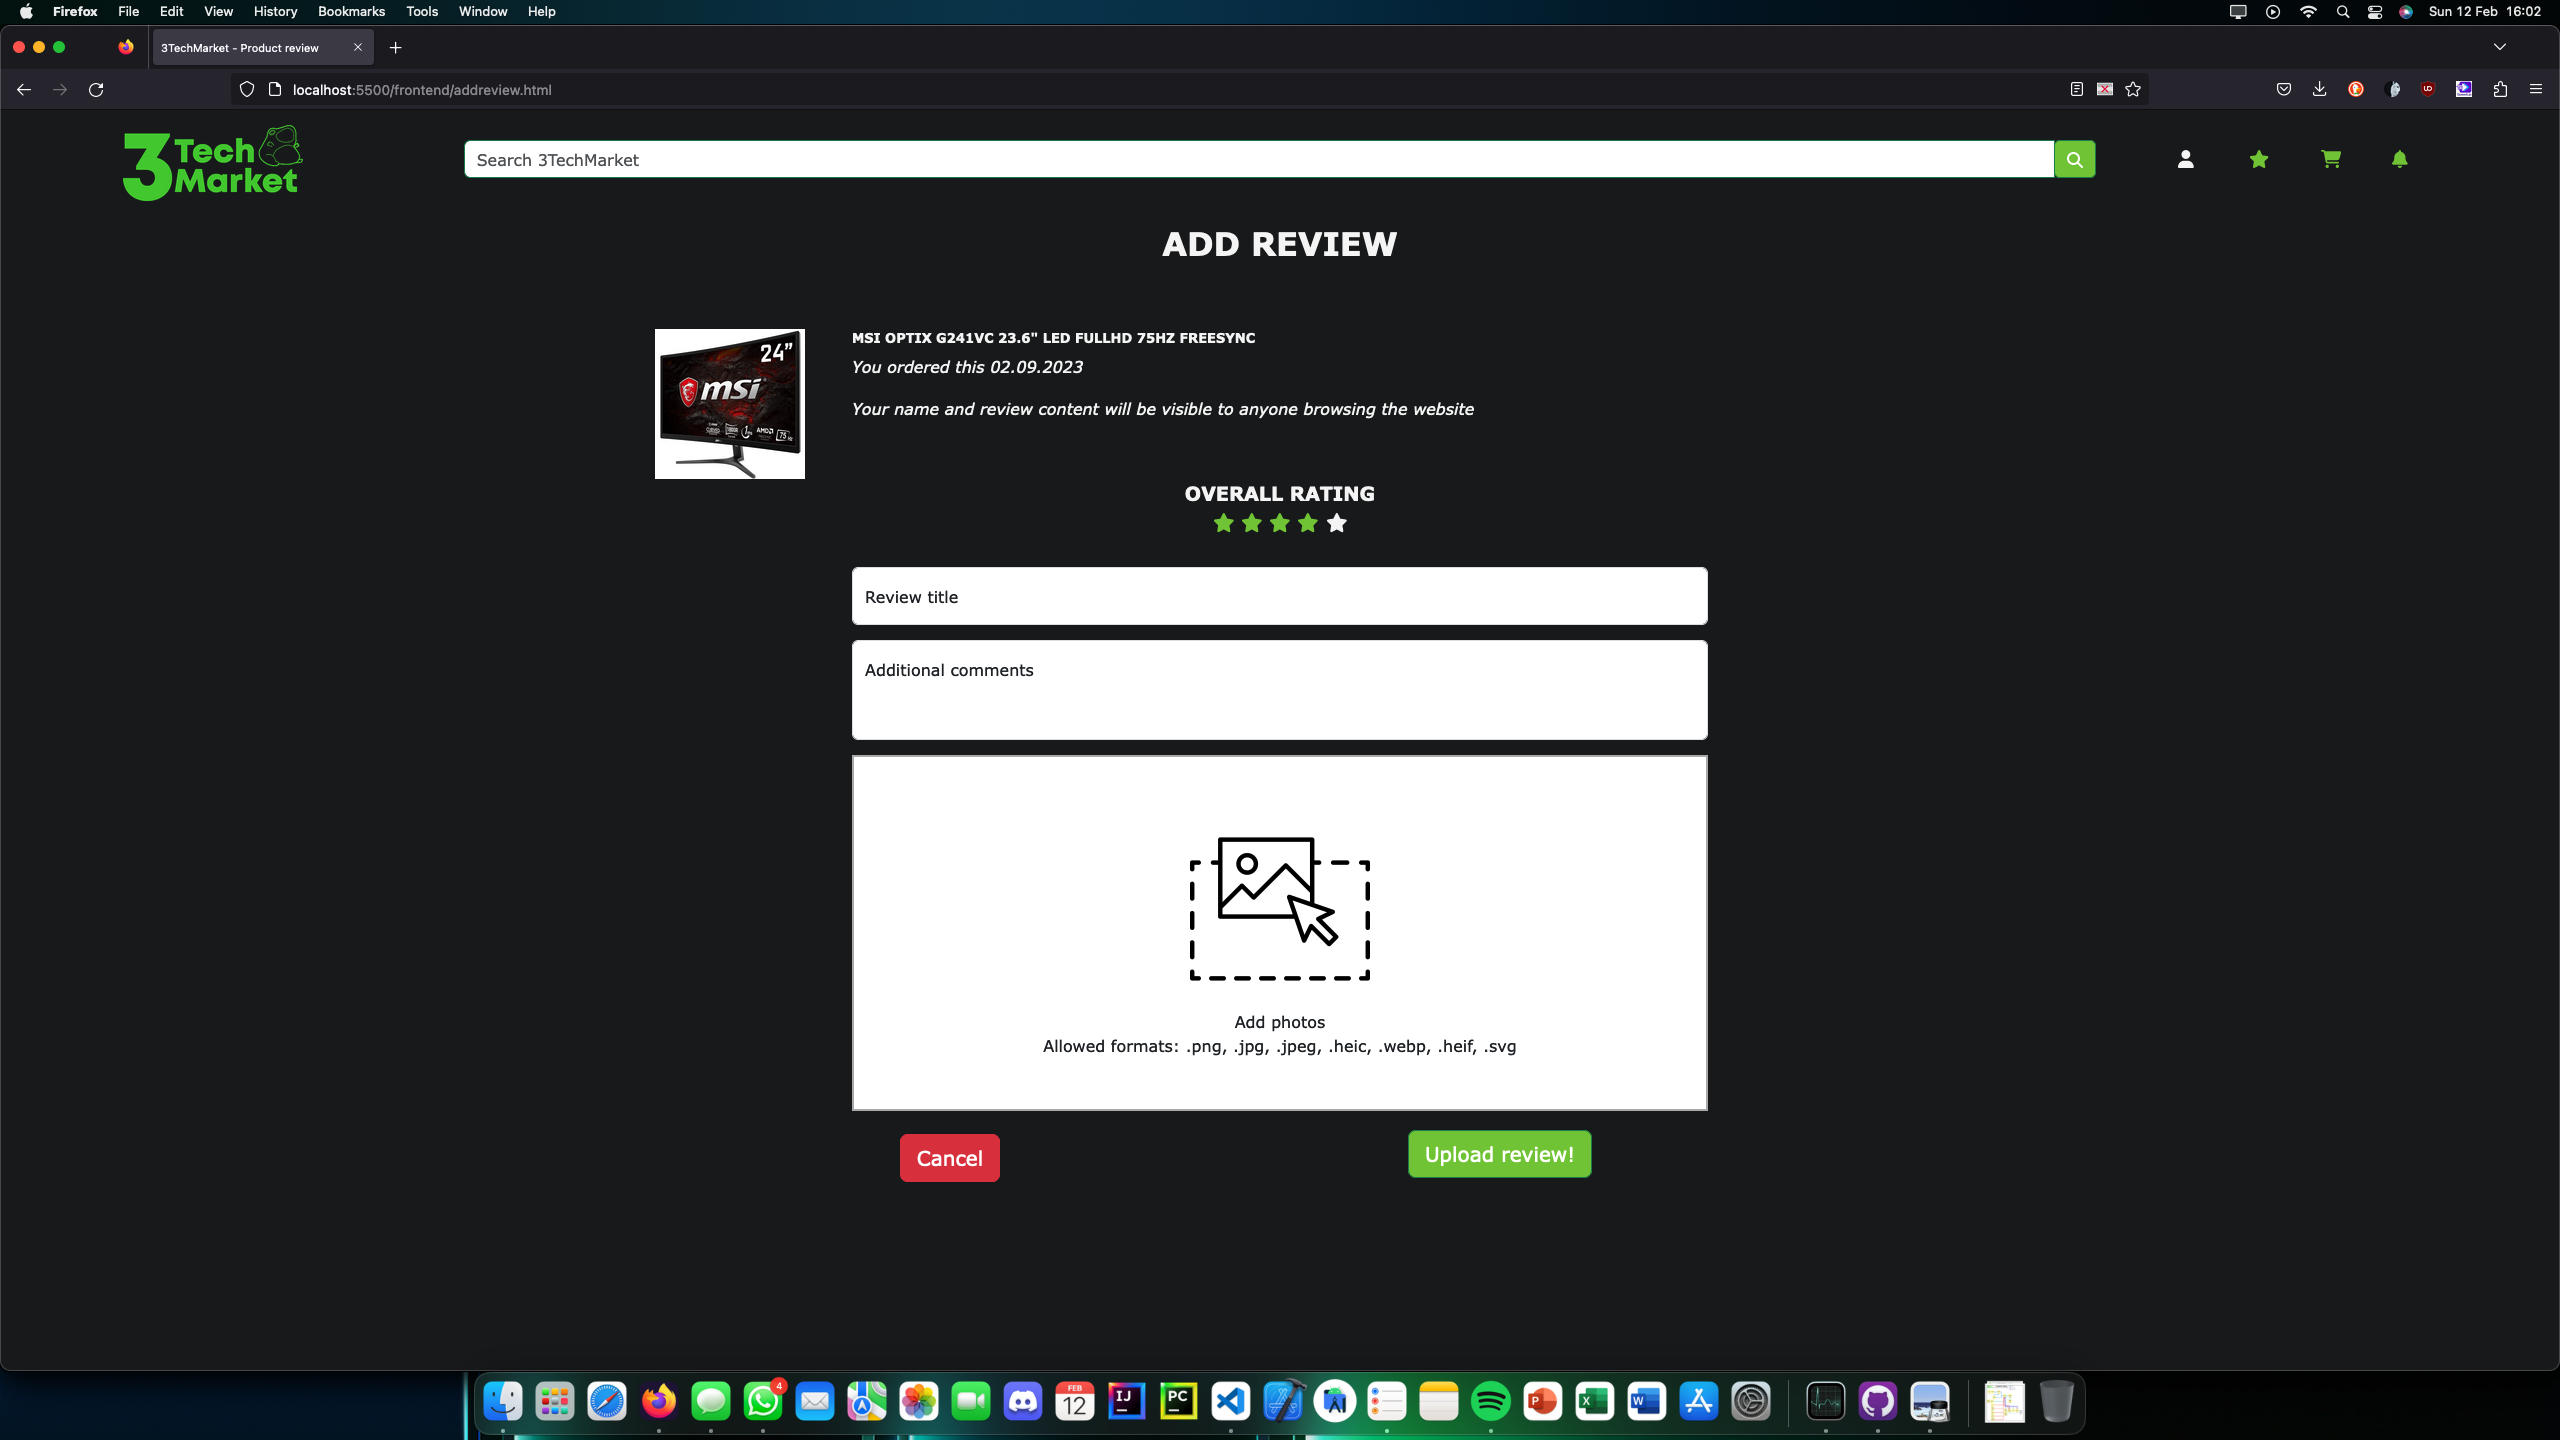 Firefox File Edit View History Bookmarks Tools Window Help Sun 12 Feb 16:02
3TechMarket - Product review
localhost:5500/frontend/addreview.html
3 Tech Market
Search 3TechMarket
ADD REVIEW
24”
msi
MSI OPTIX G241VC 23.6" LED FULLHD 75HZ FREESYNC
You ordered this 02.09.2023
Your name and review content will be visible to anyone browsing the website
OVERALL RATING
Review title
Additional comments
Add photos
Allowed formats: .png, .jpg, .jpeg, .heic, .webp, .heif, .svg
Cancel
Upload review!
4
FEB
12
IJ
PC
P
X
W